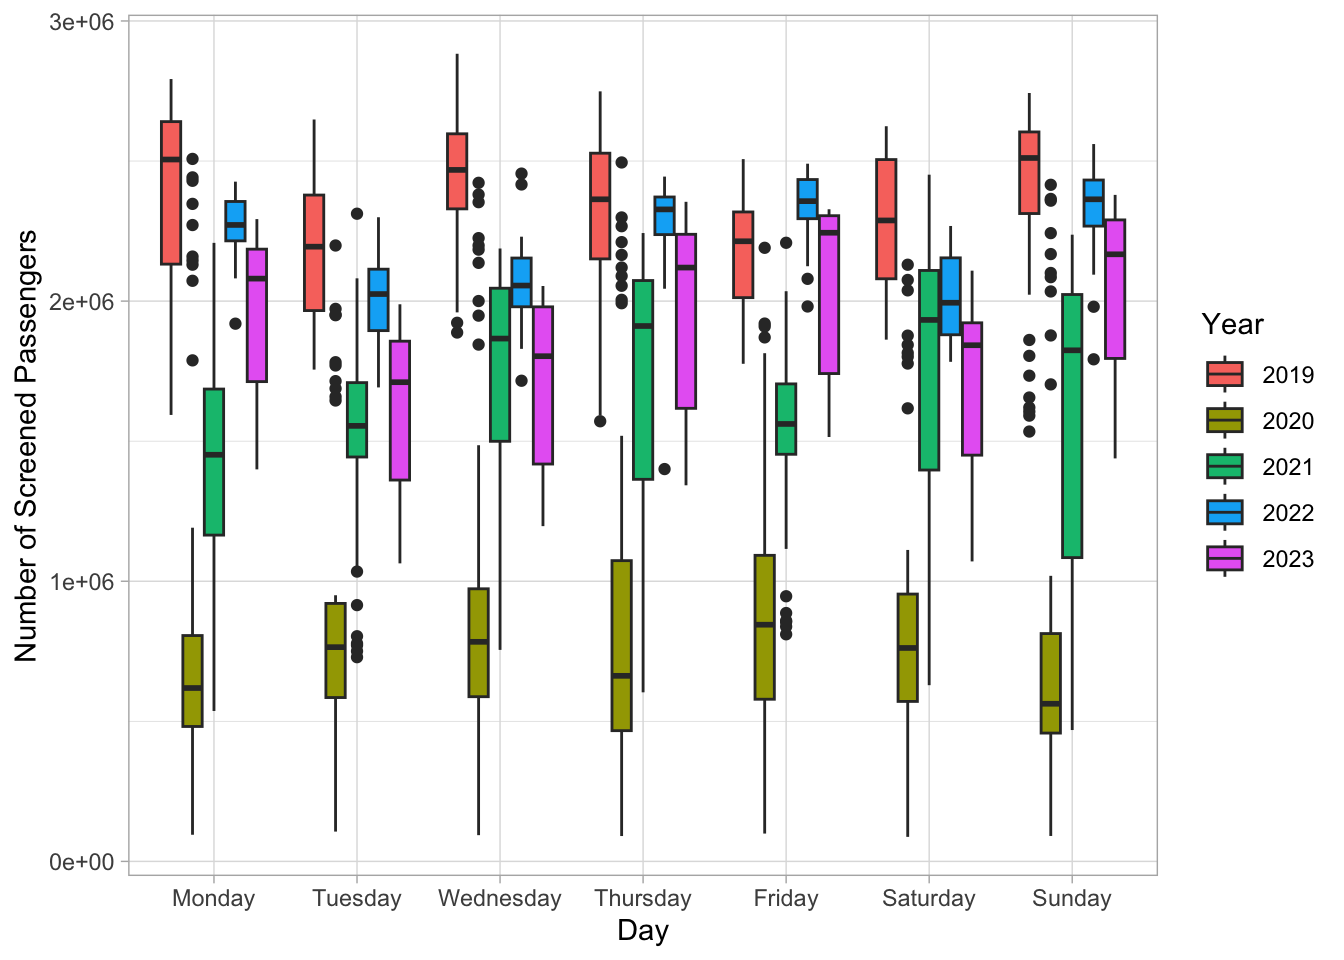 Number of Screened Passengers
3e+06
2e+06
1e+06
0e+00
Monday Tuesday Wednesday Thursday Friday Saturday Sunday
Day
Year
2019
2020
2021
2022
2023